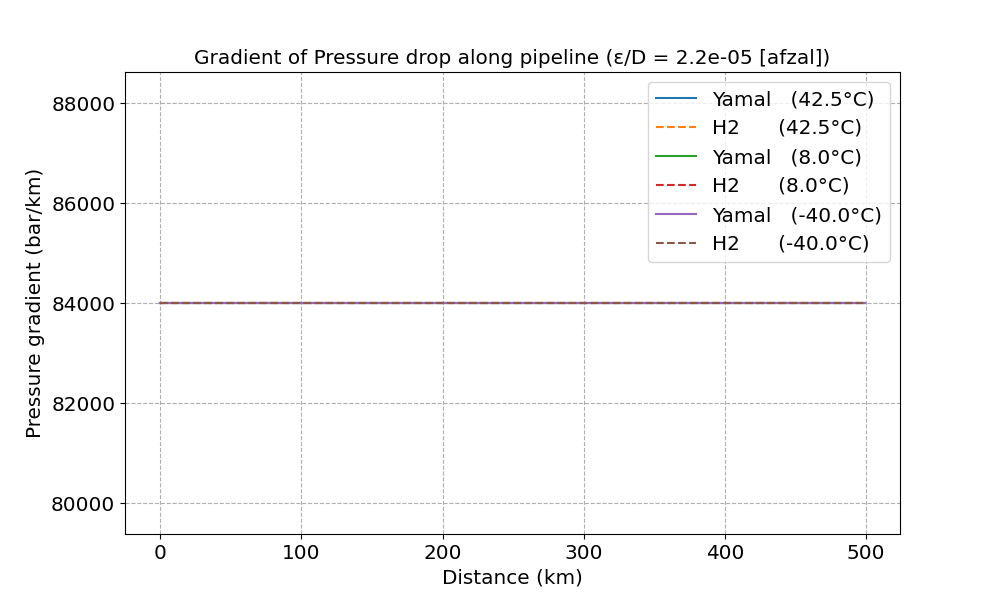 Gradient of Pressure drop along pipeline (ε/D = 2.2e-05 [afzal])
Pressure gradient (bar/km)
88000
86000
84000
82000
80000
Yamal (42.5°C)
H2 (42.5°C)
Yamal (8.0°C)
H2 (8.0°C)
Yamal (-40.0°C)
H2 (-40.0°C)
0 100 200 300 400 500
Distance (km)